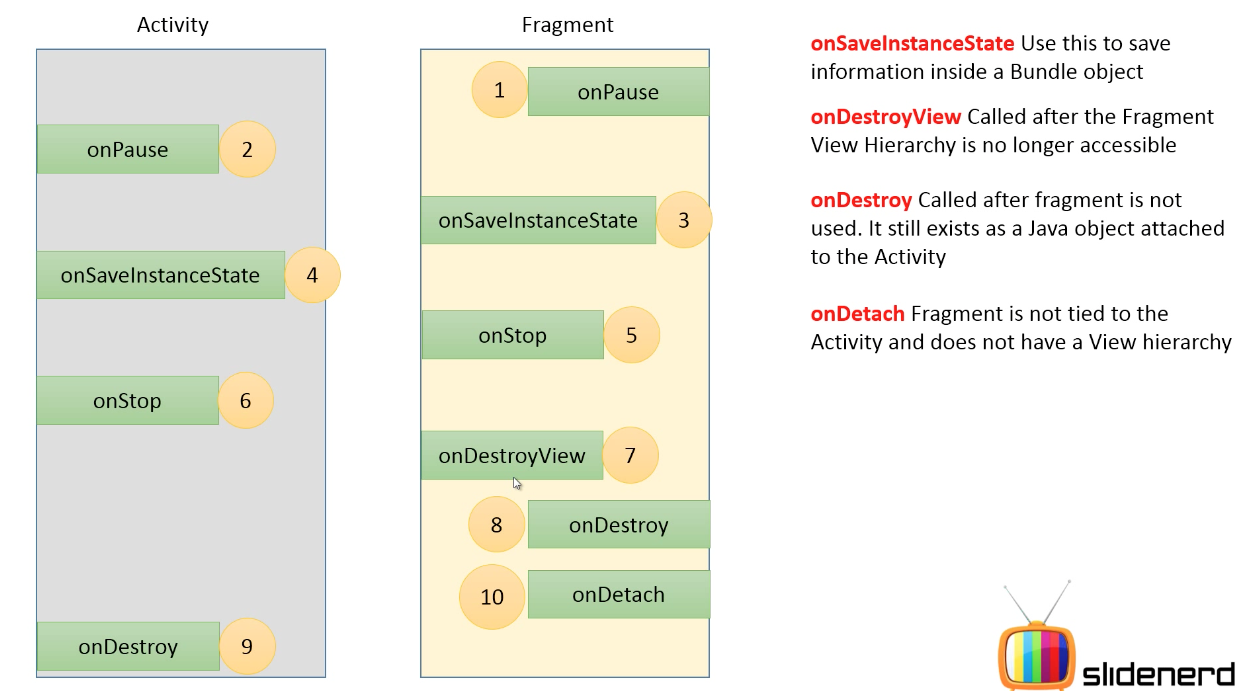 Activity
Fragment
1
onPause
onPause
2
onSaveInstanceState
3
onSaveInstanceState
4
onStop
5
onStop
6
onDestroyView
7
8
onDestroy
10
onDetach
onDestroy
9
onSaveInstanceState Use this to save
information inside a Bundle object
onDestroyView Called after the Fragment
View Hierarchy is no longer accessible
onDestroy Called after fragment is not
used. It still exists as a Java object attached
to the Activity
onDetach Fragment is not tied to the
Activity and does not have a View hierarchy
slidenerd